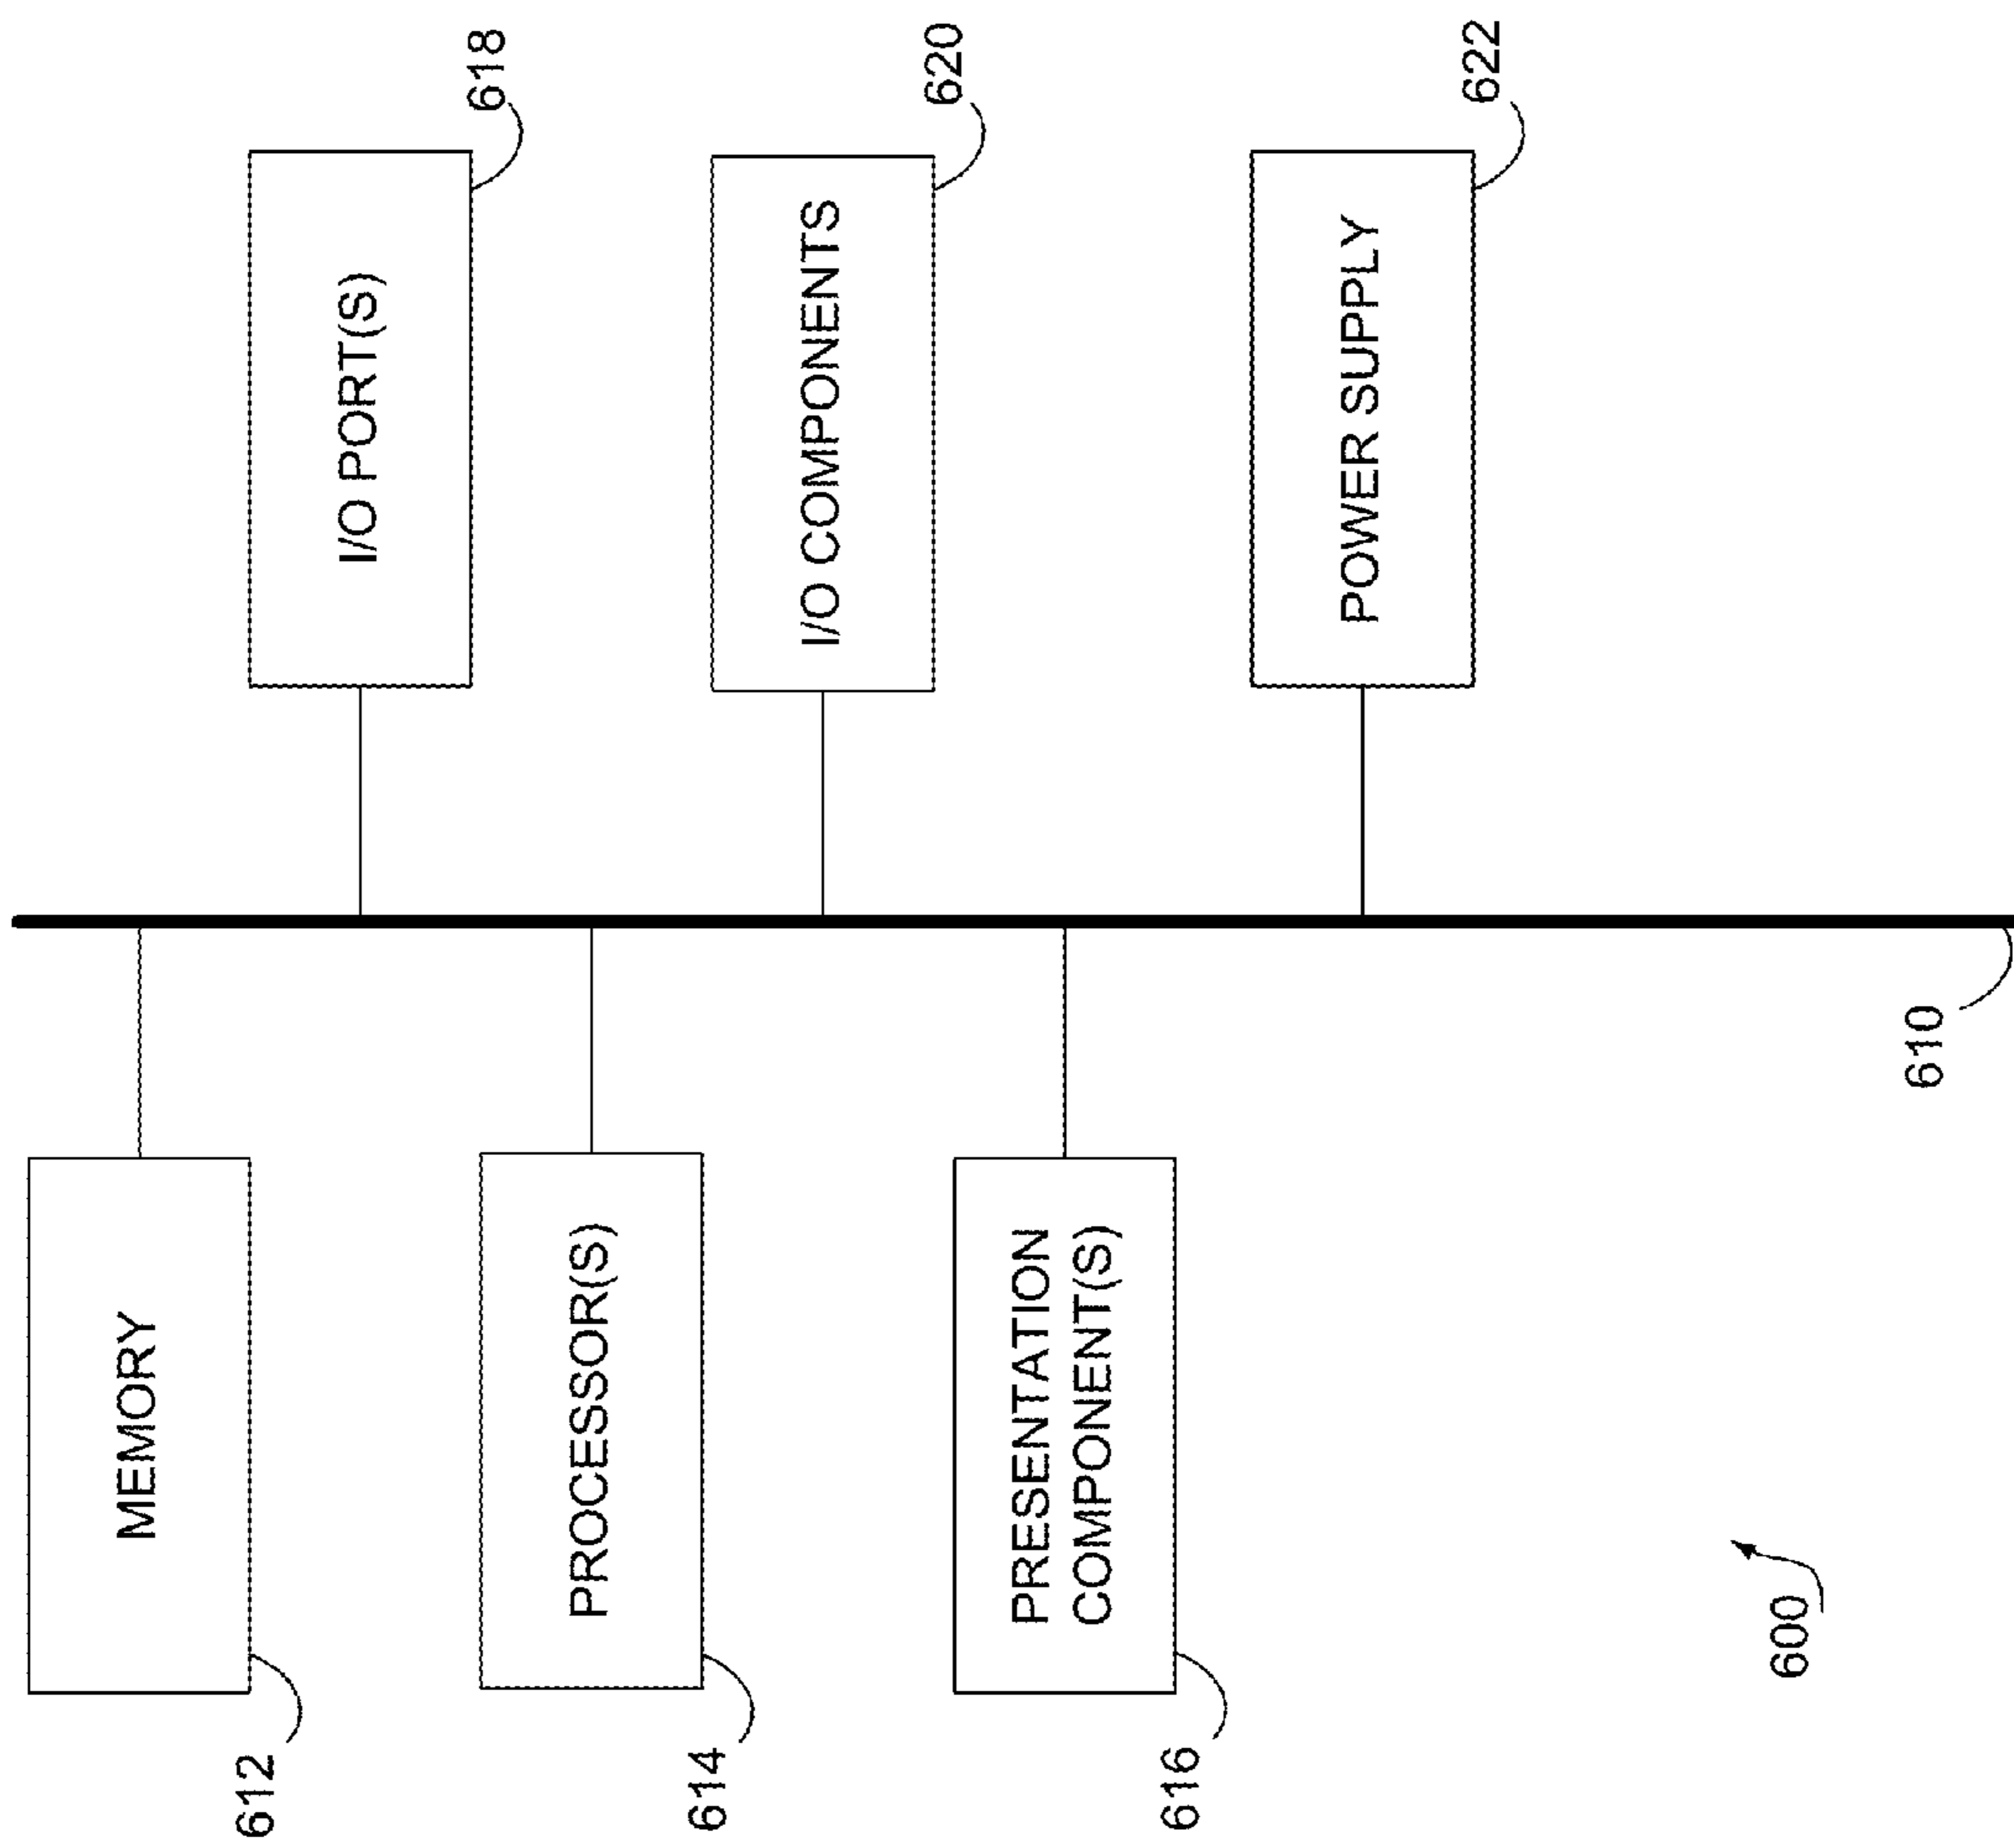 612
MEMORY
614
PROCESSOR(S)
616
PRESENTATION
COMPONENT(S)
600
610
I/O PORT(S)
618
I/O COMPONENTS
620
POWER SUPPLY
622